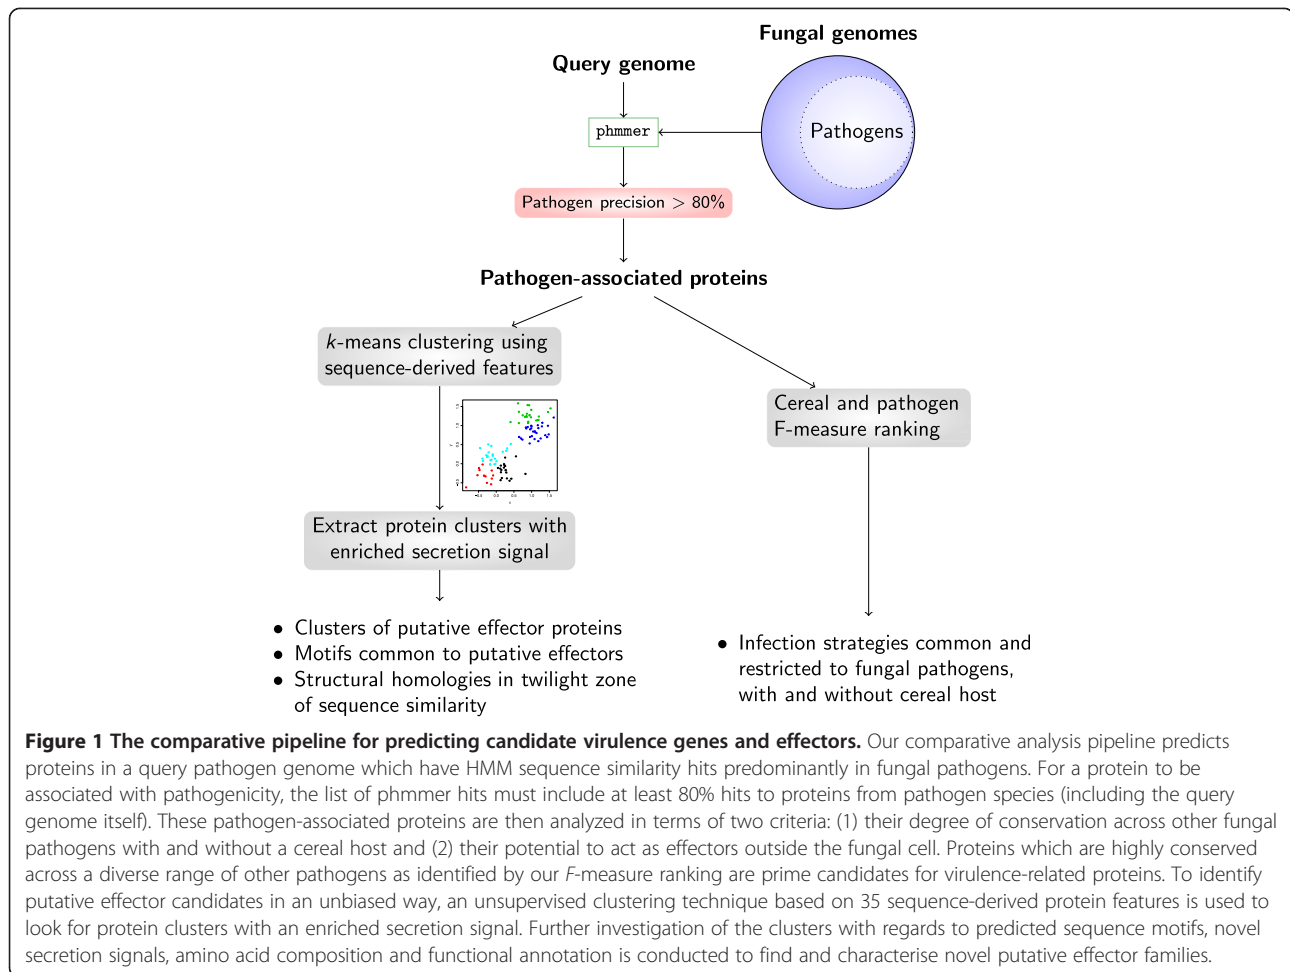 Fungal genomes
Query genome
phmmer
Pathogens
Pathogen precision > 80%
Pathogen-associated proteins
k-means clustering using
sequence-derived features
Cereal and pathogen
F-measure ranking
Extract protein clusters with
enriched secretion signal
• Clusters of putative effector proteins
• Motifs common to putative effectors
• Structural homologies in twilight zone
of sequence similarity
• Infection strategies common and
restricted to fungal pathogens,
with and without cereal host
Figure 1 The comparative pipeline for predicting candidate virulence genes and effectors. Our comparative analysis pipeline predicts
proteins in a query pathogen genome which have HMM sequence similarity hits predominantly in fungal pathogens. For a protein to be
associated with pathogenicity, the list of phmmer hits must include at least 80% hits to proteins from pathogen species (including the query
genome itself). These pathogen-associated proteins are then analyzed in terms of two criteria: (1) their degree of conservation across other fungal
pathogens with and without a cereal host and (2) their potential to act as effectors outside the fungal cell. Proteins which are highly conserved
across a diverse range of other pathogens as identified by our F-measure ranking are prime candidates for virulence-related proteins. To identify
putative effector candidates in an unbiased way, an unsupervised clustering technique based on 35 sequence-derived protein features is used to
look for protein clusters with an enriched secretion signal. Further investigation of the clusters with regards to predicted sequence motifs, novel
secretion signals, amino acid composition and functional annotation is conducted to find and characterise novel putative effector families.